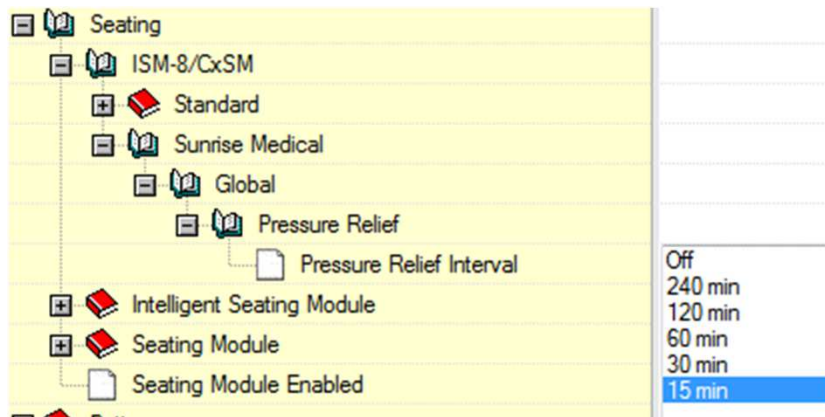 Seating
ISM-8/CxSM
Standard
Sunrise Medical
Global
Pressure Relief
Pressure Relief Interval
Off
240 min
120 min
60 min
30 min
15 min
Intelligent Seating Module
Seating Module
Seating Module Enabled